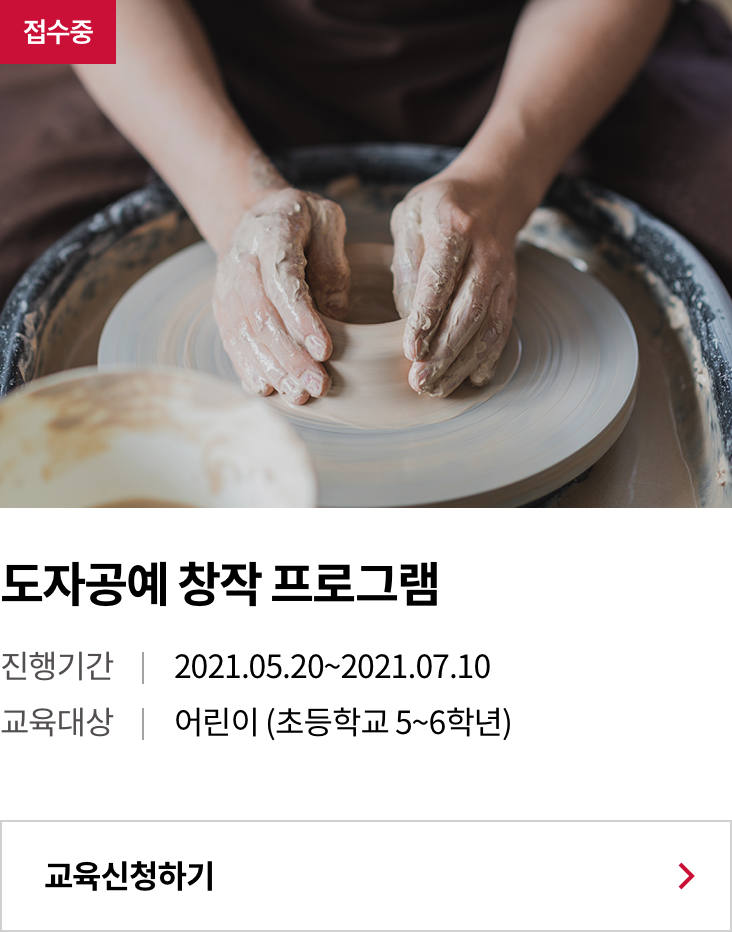 접수중
도자공예 창작 프로그램
진행기간 | 2021.05.20~2021.07.10
교육대상 | 어린이 (초등학교 5~6학년)
교육신청하기